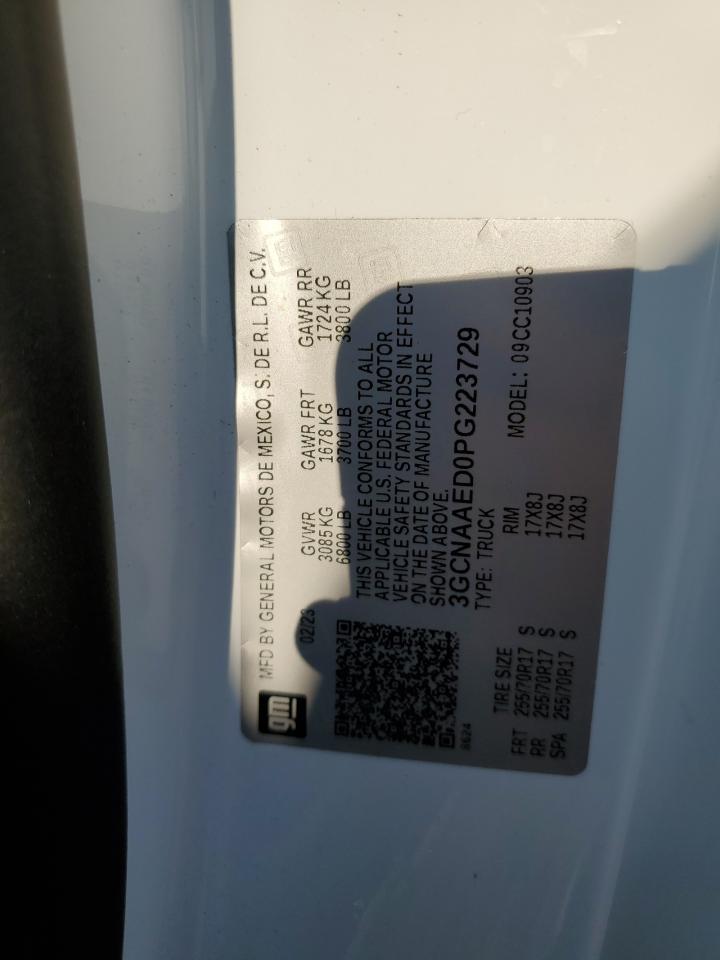 gm
MFD BY GENERAL MOTORS DE MEXICO, S. DE R.L. DE C.V.
02/23 GVWR GAWR FRT GAWR RR
3085 KG 1678 KG 1724 KG
6800 LB 3700 LB 3800 LB
THIS VEHICLE CONFORMS TO ALL
APPLICABLE U.S. FEDERAL MOTOR
VEHICLE SAFETY STANDARDS IN EFFECT
ON THE DATE OF MANUFACTURE
SHOWN ABOVE.
3GCNAAED0PG223729
8624 TYPE: TRUCK
TIRE SIZE RIM MODEL: 09CC10903
FRT 255/70R17 S 17X8J
RR 255/70R17 S 17X8J
SPA 255/70R17 S 17X8J